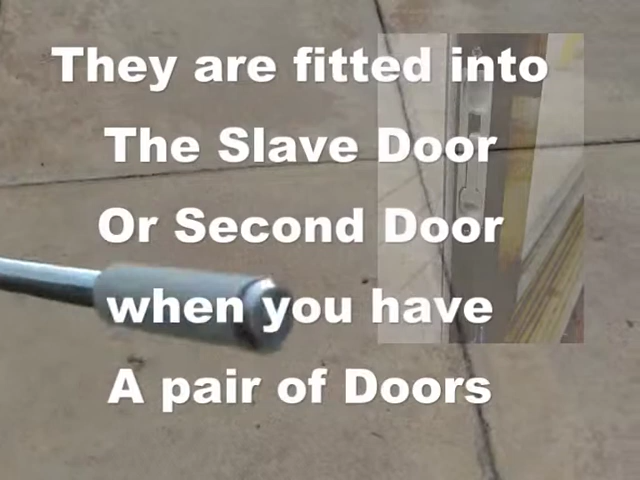 They are fitted into
The Slave Door
Or Second Door
when you have
A pair of Doors